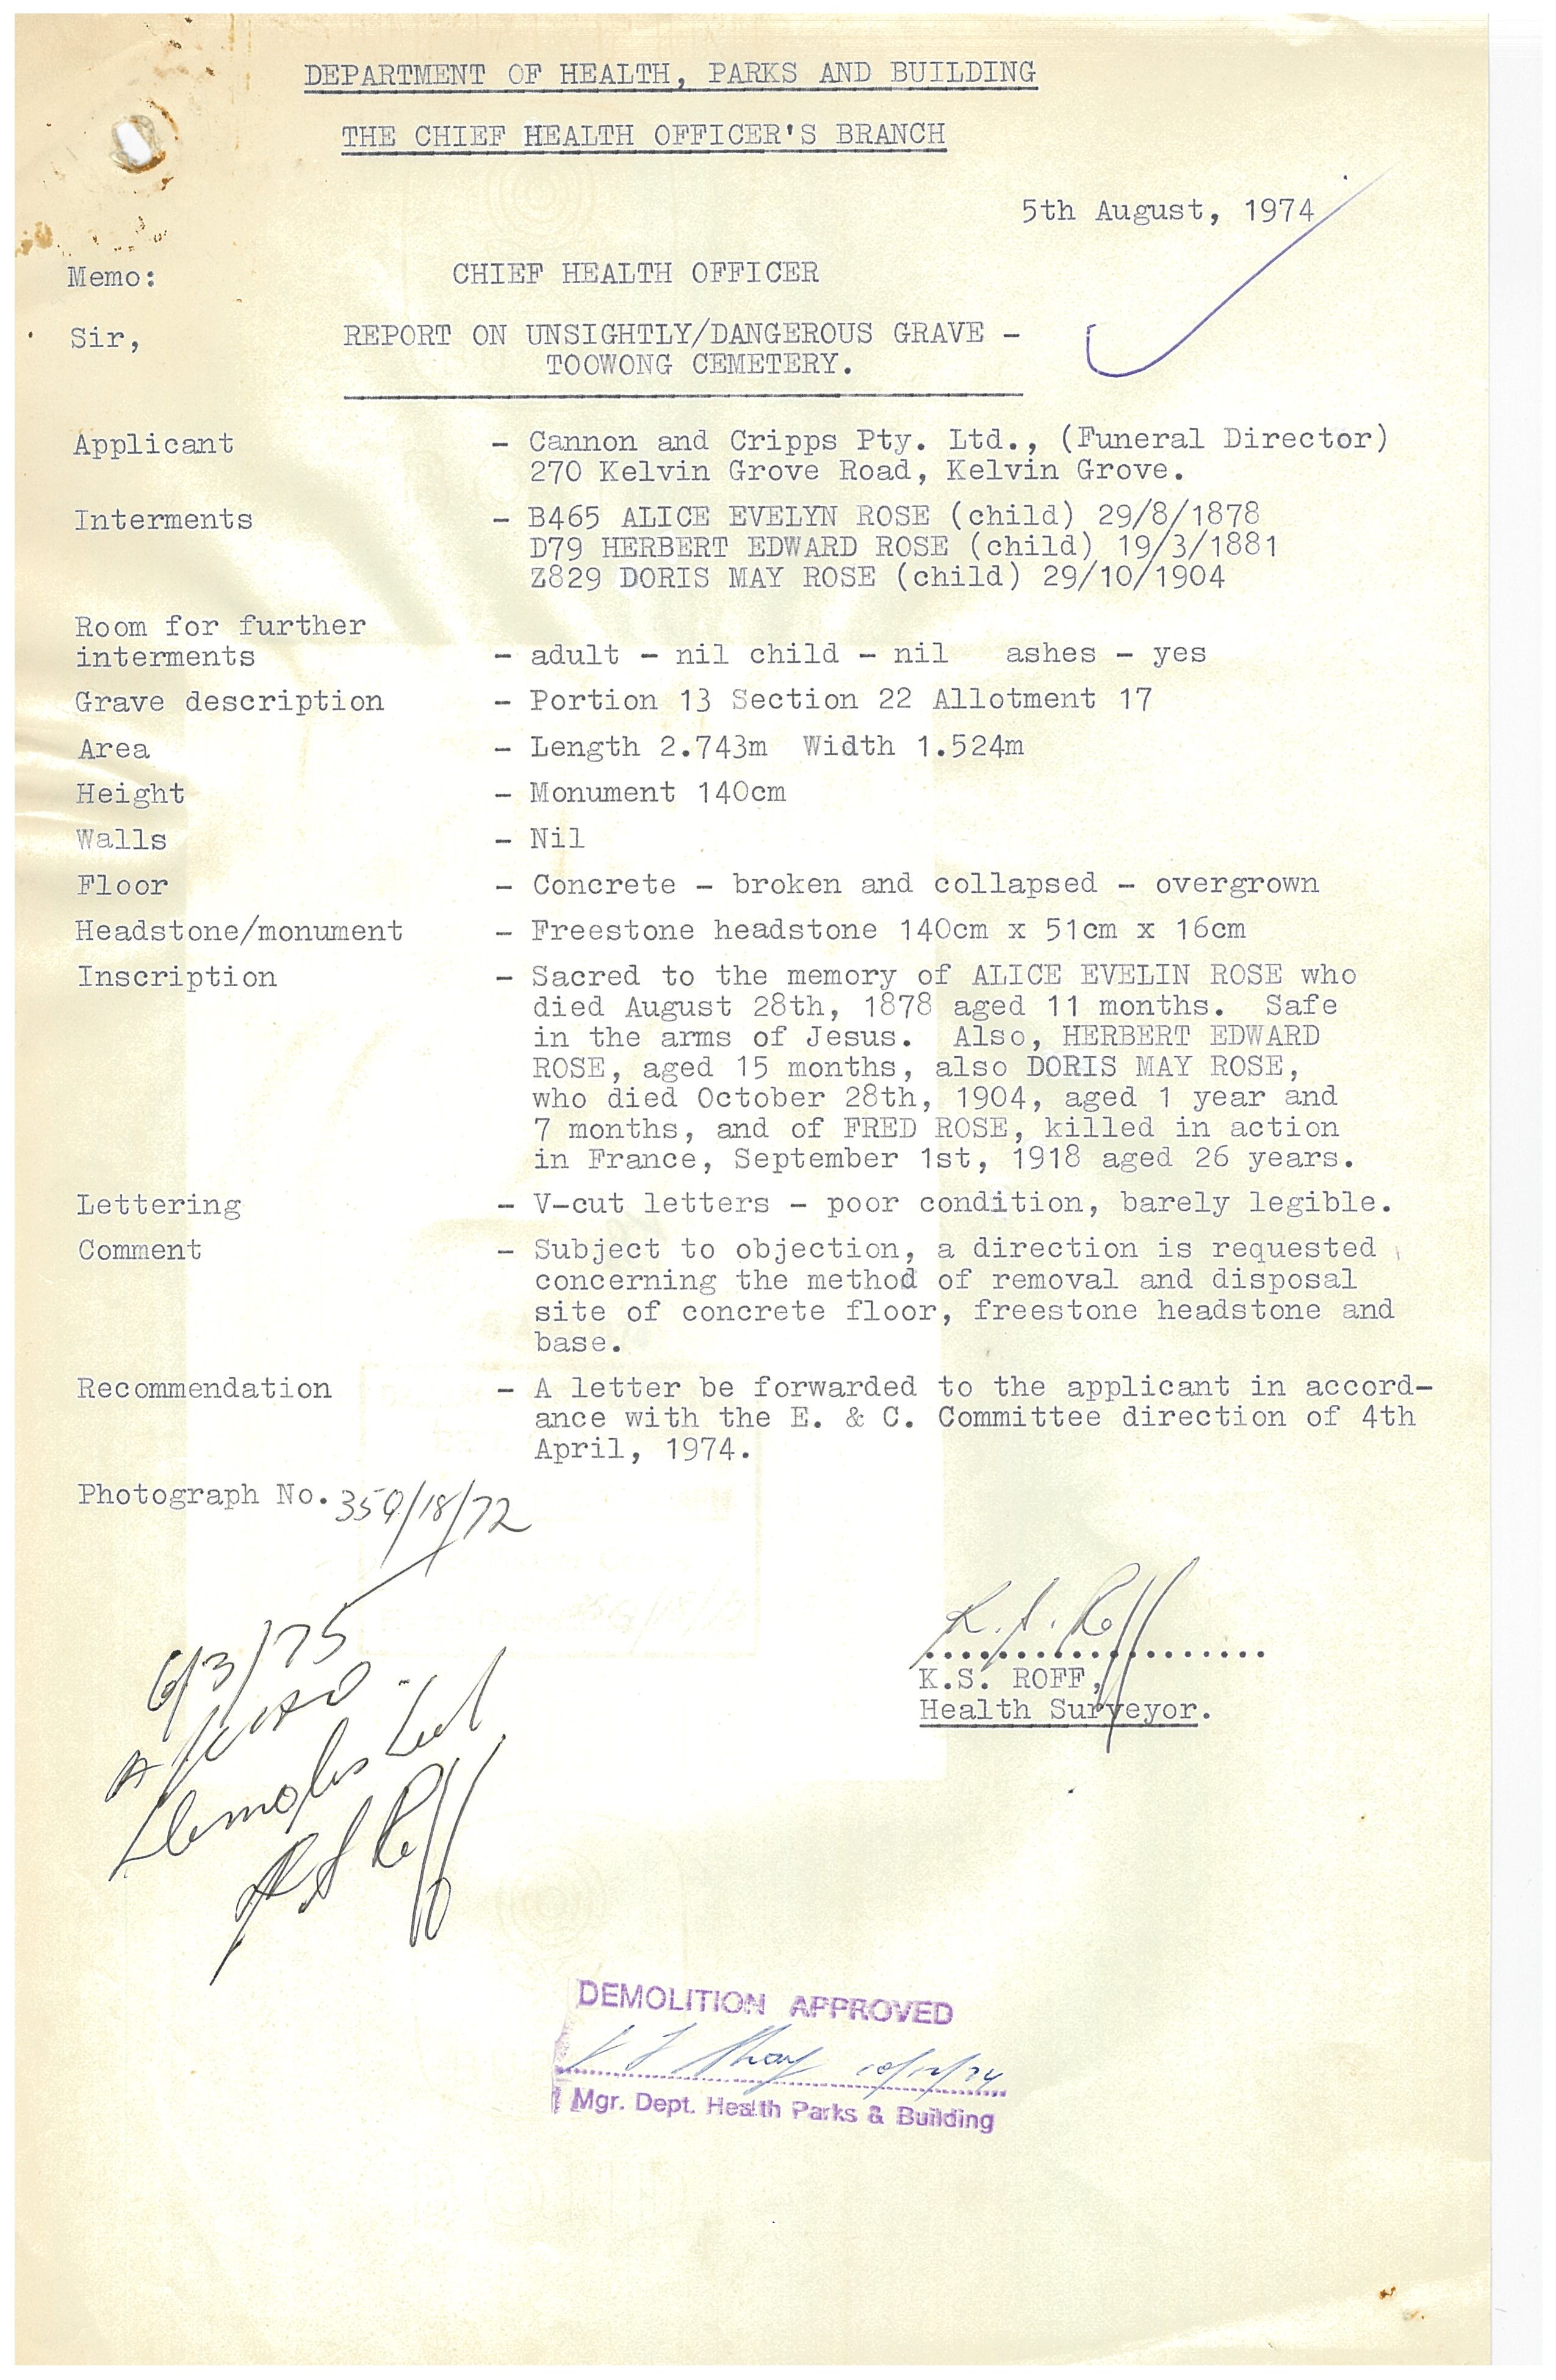 DEPARTMENT OF HEALTH, PARKS AND BUILDING
THE CHIEF HEALTH OFFICER'S BRANCH
5th August, 1974
Memo: CHIEF HEALTH OFFICER
Sir, REPORT ON UNSIGHTLY/DANGEROUS GRAVE -
TOOWONG CEMETERY.
Applicant - Cannon and Cripps Pty. Ltd., (Funeral Director)
270 Kelvin Grove Road, Kelvin Grove.
Interments - B465 ALICE EVELYN ROSE (child) 29/8/1878
D79 HERBERT EDWARD ROSE (child) 19/3/1881
Z829 DORIS MAY ROSE (child) 29/10/1904
Room for further
interments - adult - nil child - nil ashes - yes
Grave description - Portion 13 Section 22 Allotment 17
Area - Length 2.743m Width 1.524m
Height - Monument 140cm
Walls - Nil
Floor - Concrete - broken and collapsed - overgrown
Headstone/monument - Freestone headstone 140cm x 51cm x 16cm
Inscription - Sacred to the memory of ALICE EVELIN ROSE who
died August 28th, 1878 aged 11 months. Safe
in the arms of Jesus. Also, HERBERT EDWARD
ROSE, aged 15 months, also DORIS MAY ROSE,
who died October 28th, 1904, aged 1 year and
7 months, and of FRED ROSE, killed in action
in France, September 1st, 1918 aged 26 years.
Lettering - V-cut letters - poor condition, barely legible.
Comment - Subject to objection, a direction is requested
concerning the method of removal and disposal
site of concrete floor, freestone headstone and
base.
Recommendation - A letter be forwarded to the applicant in accord-
ance with the E. & C. Committee direction of 4th
April, 1974.
Photograph No. 359/18/72
6/3/75
K.S. Roff
K.S. ROFF,
Health Surveyor.
Demolished
KS Roff
DEMOLITION APPROVED
10/12/74
Mgr. Dept. Health Parks & Building